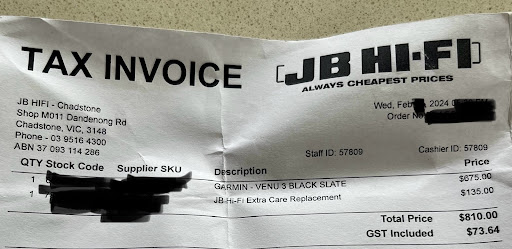 TAX INVOICE
JB HI-FI
ALWAYS CHEAPEST PRICES
JB HIFI - Chadstone
Shop M011 Dandenong Rd
Chadstone, VIC, 3148
Phone - 03 9516 4300
ABN 37 093 114 286
Wed, Feb 2024
Order
Staff ID: 57809 Cashier ID: 57809
QTY Stock Code Supplier SKU Description Price
1 GARMIN - VENU 3 BLACK SLATE $675.00
1 JB Hi-Fi Extra Care Replacement $135.00
Total Price $810.00
GST Included $73.64